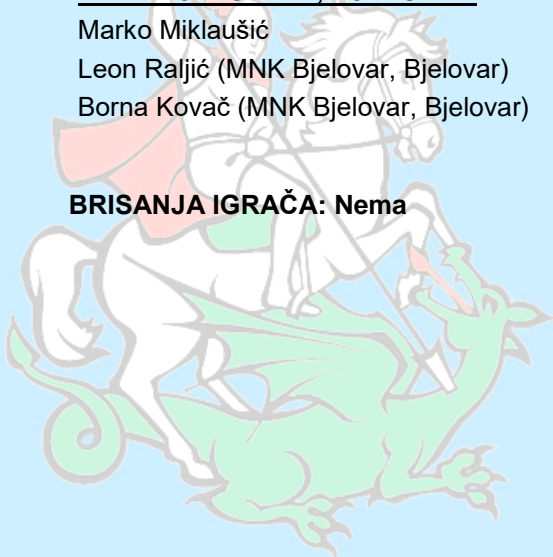 Marko Miklaušić
Leon Raljić (MNK Bjelovar, Bjelovar)
Borna Kovač (MNK Bjelovar, Bjelovar)
BRISANJA IGRAČA: Nema